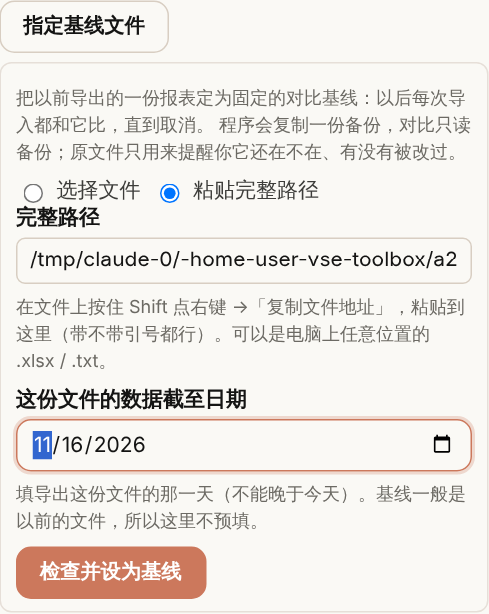 指定基线文件
把以前导出的一份报表定为固定的对比基线：以后每次导
入都和它比，直到取消。 程序会复制一份备份，对比只读
备份；原文件只用来提醒你它还在不在、有没有被改过。
选择文件 粘贴完整路径
完整路径
/tmp/claude-0/-home-user-vse-toolbox/a2
在文件上按住 Shift 点右键 →「复制文件地址」，粘贴到
这里（带不带引号都行）。可以是电脑上任意位置的
.xlsx / .txt。
这份文件的数据截至日期
11/16/2026
填导出这份文件的那一天（不能晚于今天）。基线一般是
以前的文件，所以这里不预填。
检查并设为基线